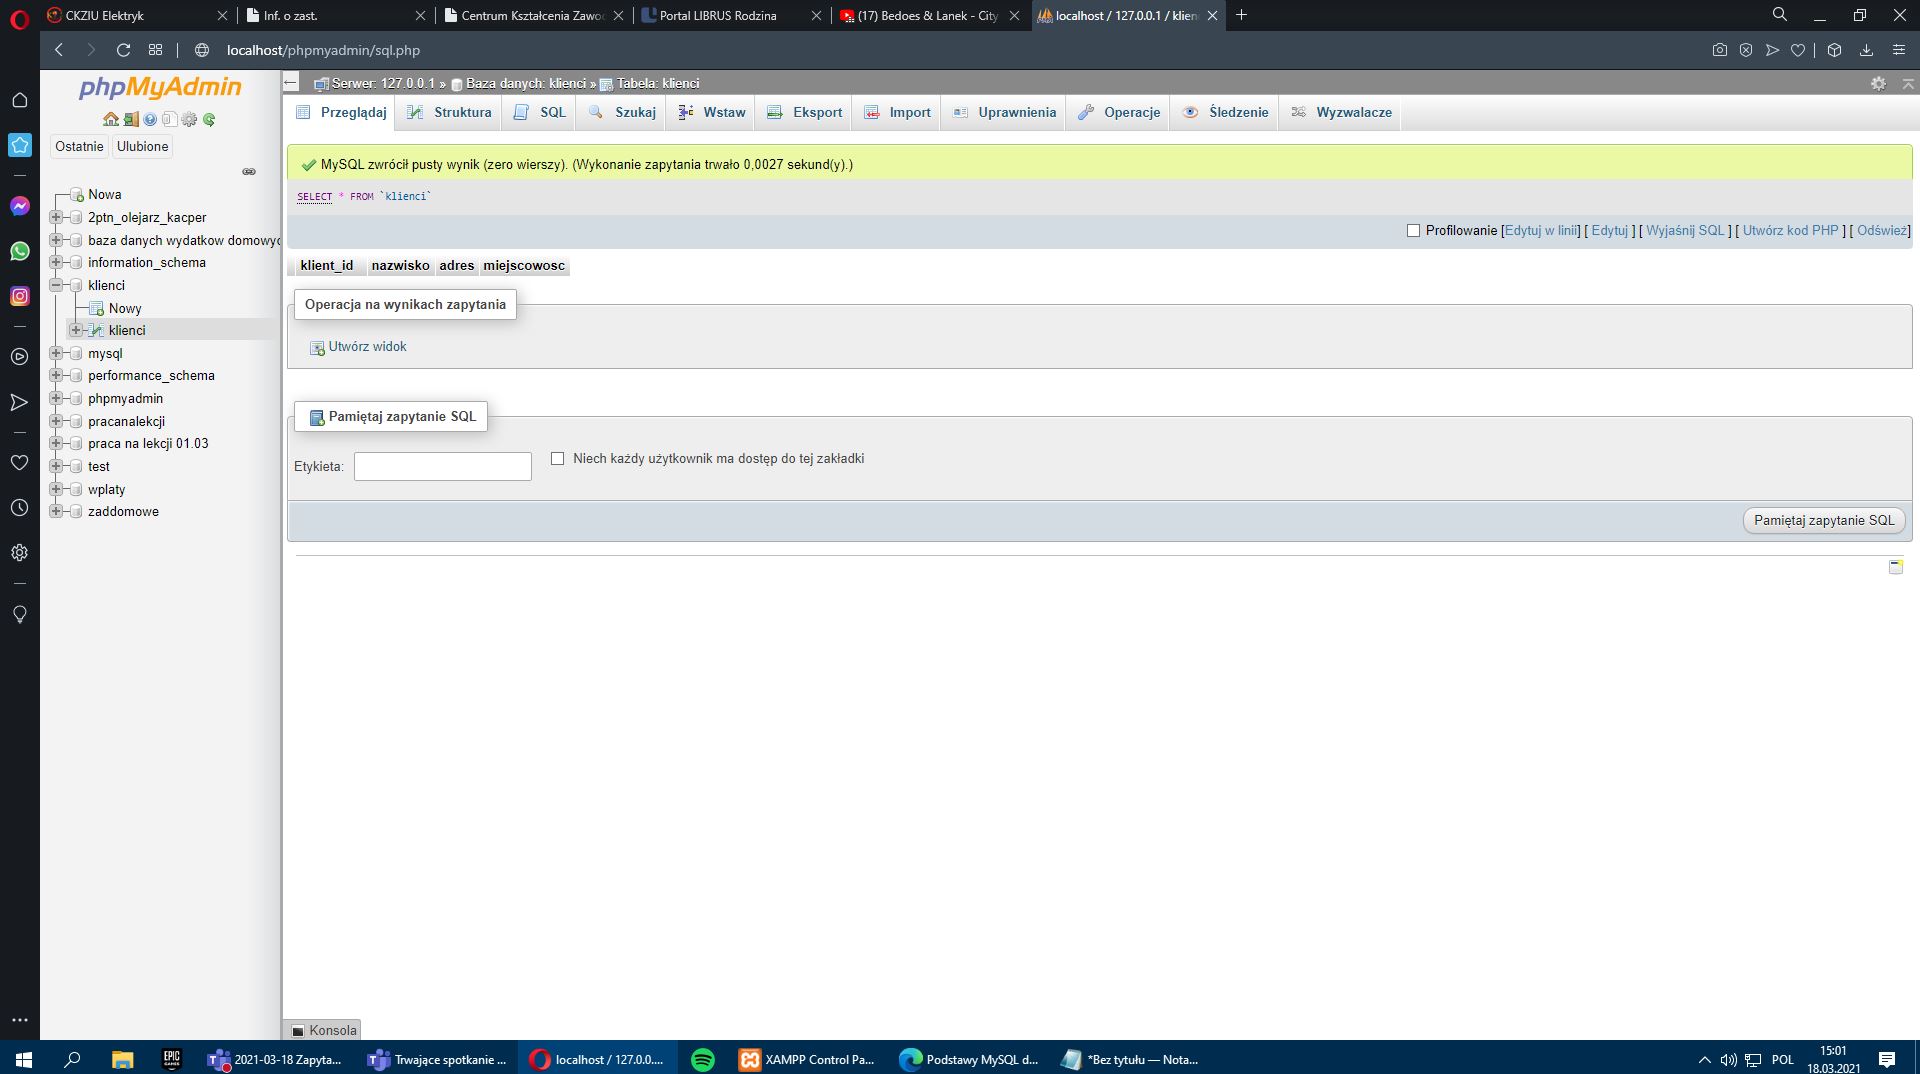 CKZIU Elektryk
Inf. o zast.
Centrum Kształcenia Zawo
Portal LIBRUS Rodzina
(17) Bedoes & Lanek - City
localhost / 127.0.0.1 / klien
localhost/phpmyadmin/sql.php
phpMyAdmin
Ostatnie
Ulubione
Nowa
2ptn_olejarz_kacper
baza danych wydatkow domowyc
information_schema
klienci
Nowy
klienci
mysql
performance_schema
phpmyadmin
pracanalekcji
praca na lekcji 01.03
test
wplaty
zaddomowe
Serwer: 127.0.0.1 » Baza danych: klienci » Tabela: klienci
Przeglądaj
Struktura
SQL
Szukaj
Wstaw
Eksport
Import
Uprawnienia
Operacje
Śledzenie
Wyzwalacze
MySQL zwrócił pusty wynik (zero wierszy). (Wykonanie zapytania trwało 0,0027 sekund(y).)
SELECT * FROM `klienci`
Profilowanie [Edytuj w linii] [ Edytuj ] [ Wyjaśnij SQL ] [ Utwórz kod PHP ] [ Odśwież]
klient_id nazwisko adres miejscowosc
Operacja na wynikach zapytania
Utwórz widok
Pamiętaj zapytanie SQL
Etykieta:
Niech każdy użytkownik ma dostęp do tej zakładki
Pamiętaj zapytanie SQL
Konsola
EPIC GAMES
2021-03-18 Zapyta...
Trwające spotkanie ...
localhost / 127.0.0....
XAMPP Control Pa...
Podstawy MySQL d...
*Bez tytułu — Nota...
POL
15:01
18.03.2021